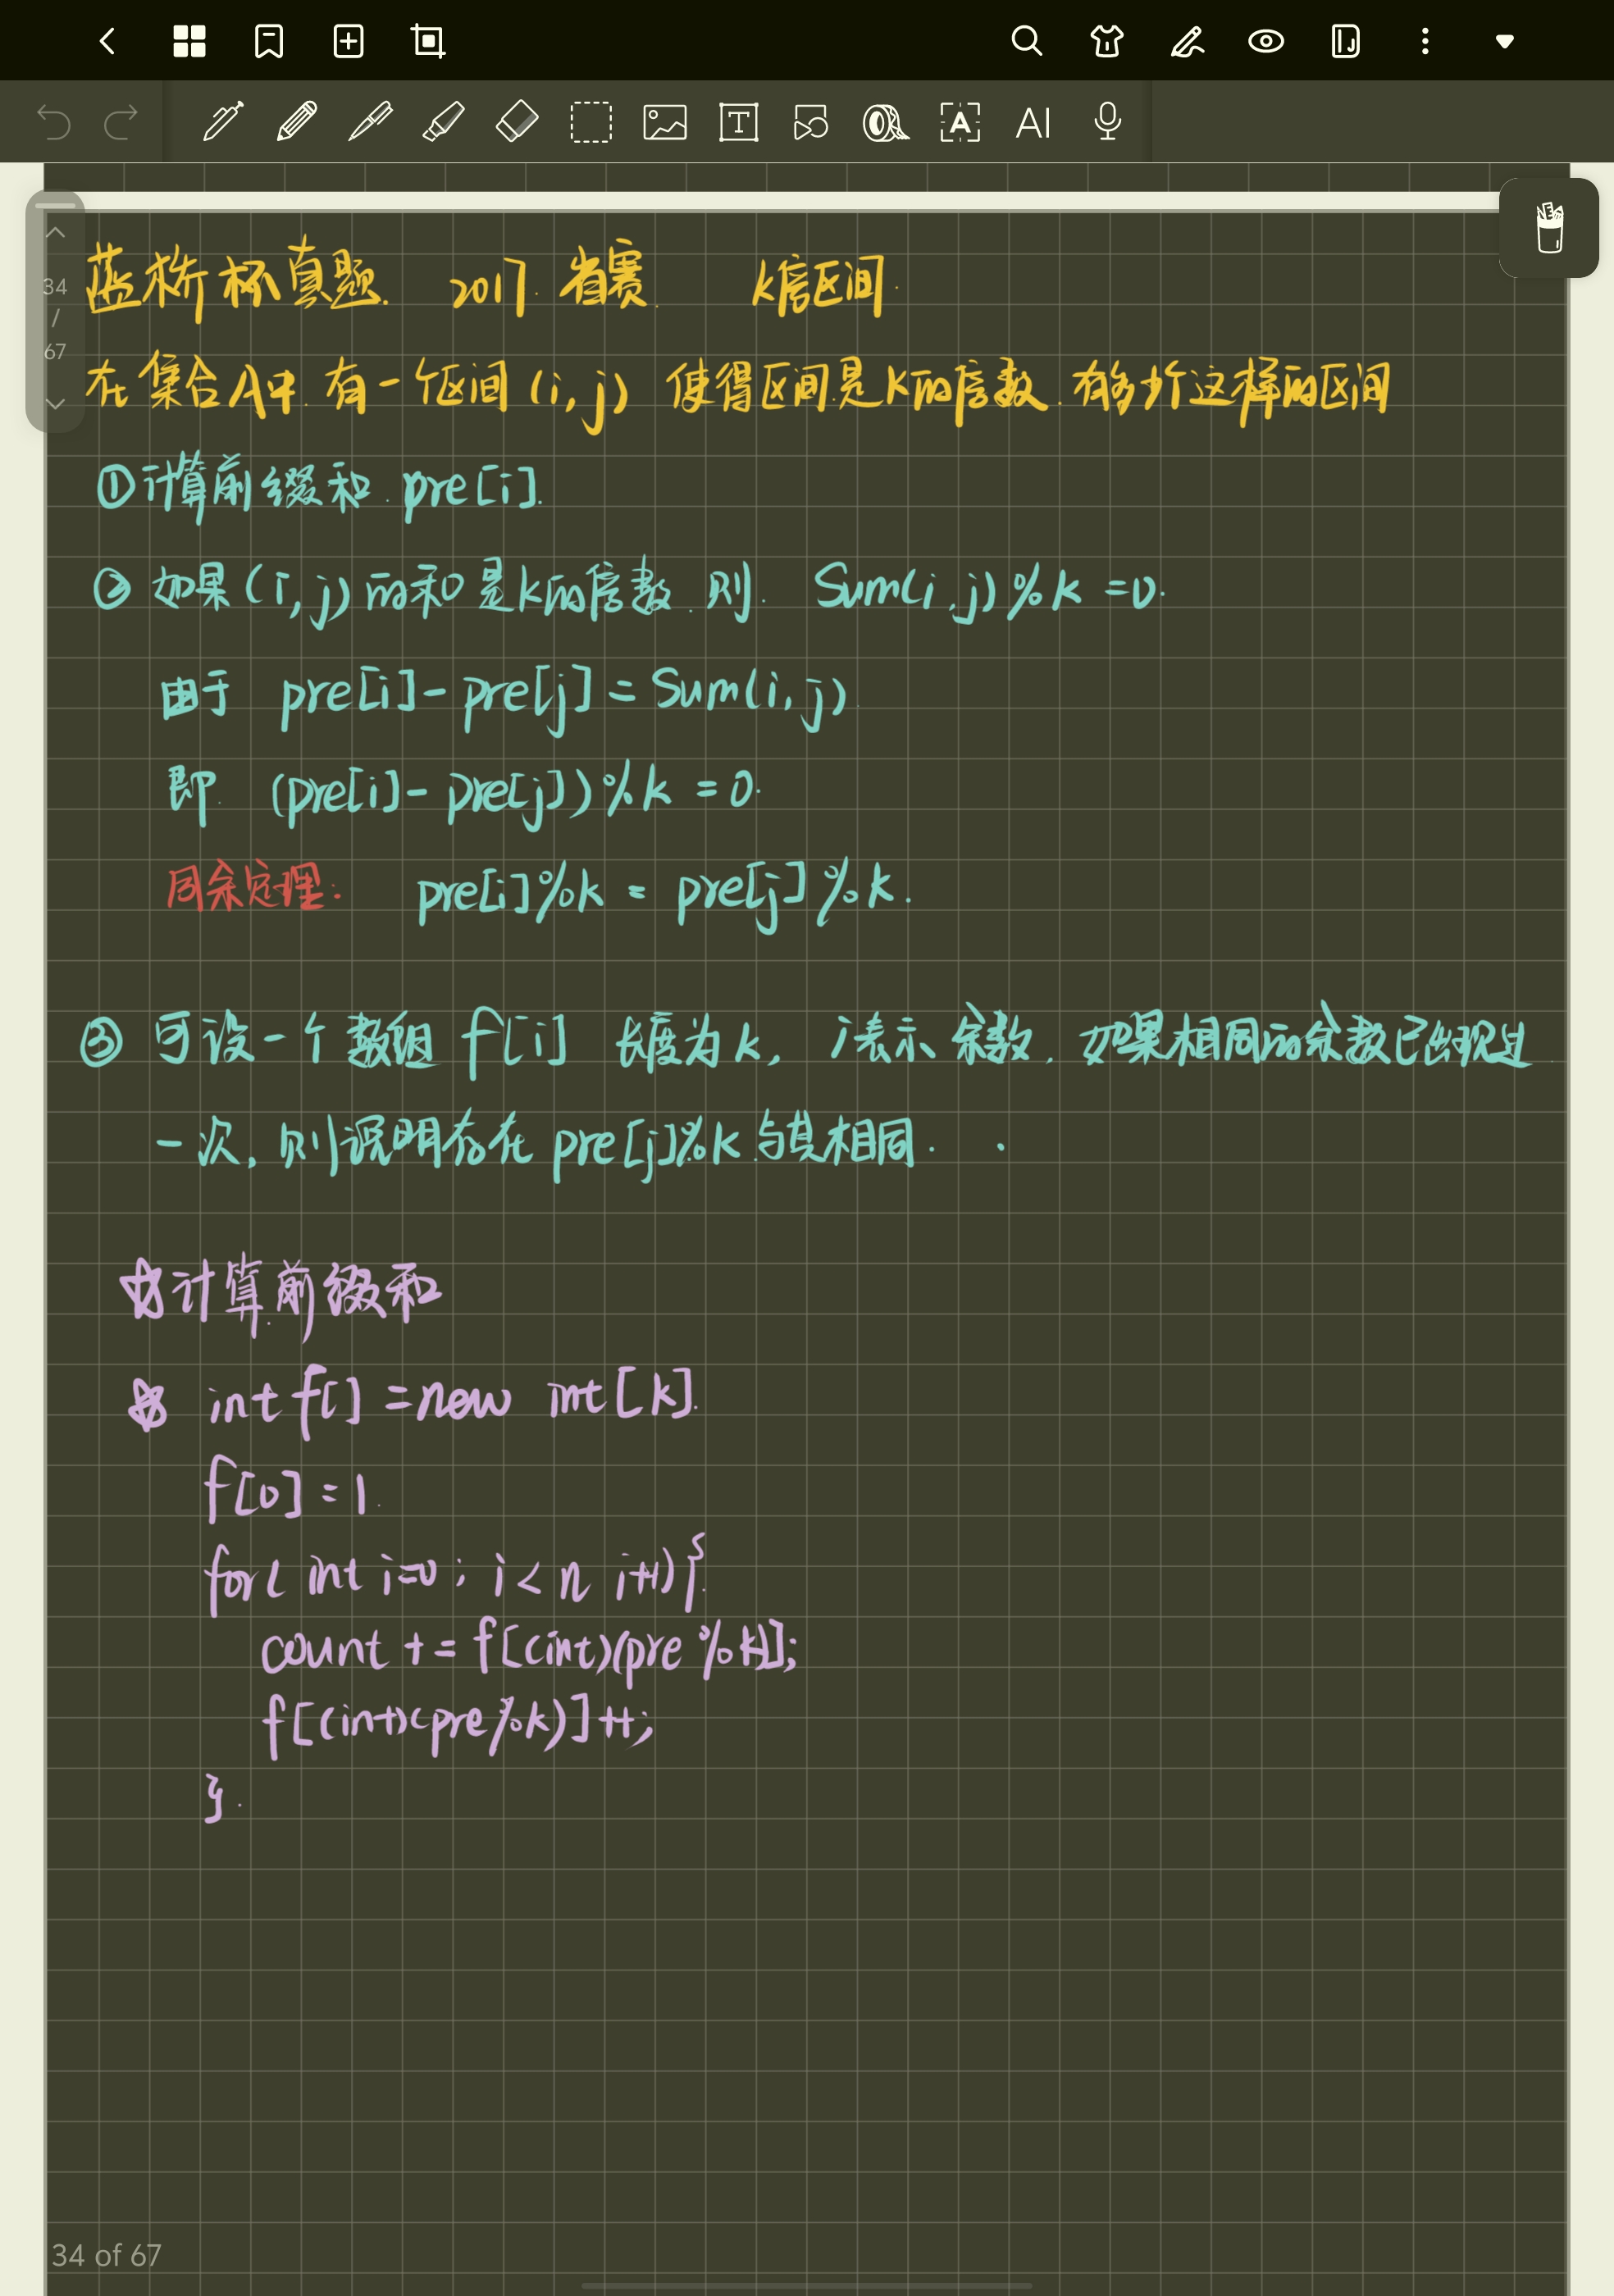 34
/
67
蓝桥杯真题. 2017. 省赛. k倍区间.
在集合A中.有一个区间(i,j) 使得区间是K的倍数.有多少个这样的区间
①计算前缀和.pre[i].
② 如果(i,j)的和是k的倍数.则. Sum(i,j)%k=0.
由于 pre[i]-pre[j]=Sum(i,j).
即. (pre[i]-pre[j])%k=0.
同余定理: pre[i]%k = pre[j]%k.
③ 可设一个数组 f[i] 长度为k, i表示余数.如果相同的余数已出现过.
一次,则说明存在 pre[j]%k与其相同.
☆计算前缀和
☆ int f[]=new int[k].
f[0]=1.
for(int i=0; i<n i++){
count += f[(int)(pre%k)];
f[(int)(pre%k)]++;
}.
34 of 67